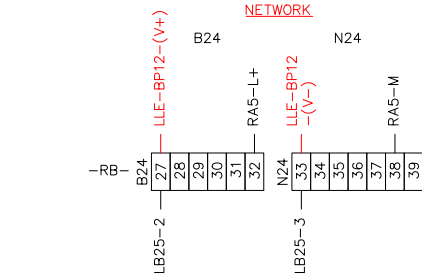 NETWORK
B24
N24
LLE-BP12-(V+)
RA5-L+
LLE-BP12
-(V-)
RA5-M
-RB-
B24
27
28
29
30
31
32
N24
33
34
35
36
37
38
39
LB25-2
LB25-3